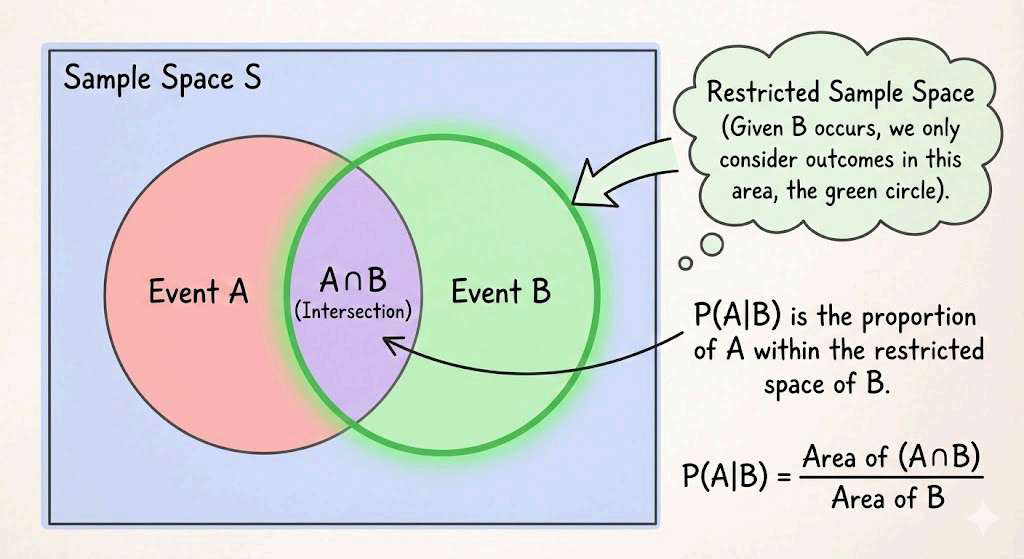 Sample Space S
Event A
A∩B
(Intersection)
Event B
Restricted Sample Space
(Given B occurs, we only
consider outcomes in this
area, the green circle).
P(A|B) is the proportion
of A within the restricted
space of B.
P(A|B) = Area of (A∩B)
Area of B